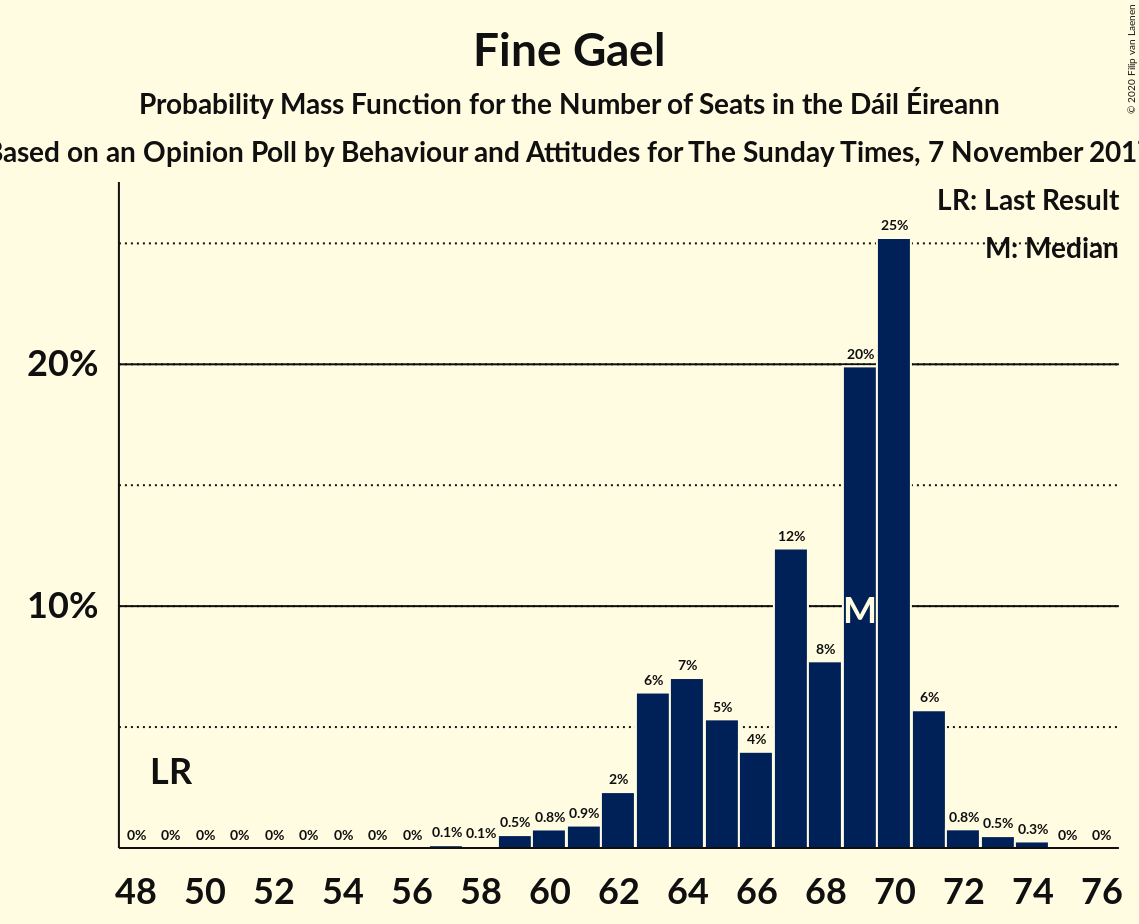 Fine Gael
Probability Mass Function for the Number of Seats in the Dáil Éireann
Based on an Opinion Poll by Behaviour and Attitudes for The Sunday Times, 7 November 2017
© 2020 Filip van Laenen
LR: Last Result
M: Median
25%
20%
20%
12%
10%
M
8%
7%
6%
6%
5%
4%
LR
2%
0% 0% 0% 0% 0% 0% 0% 0% 0% 0.1% 0.1% 0.5% 0.8% 0.9% 0.8% 0.5% 0.3% 0% 0%
48 50 52 54 56 58 60 62 64 66 68 70 72 74 76